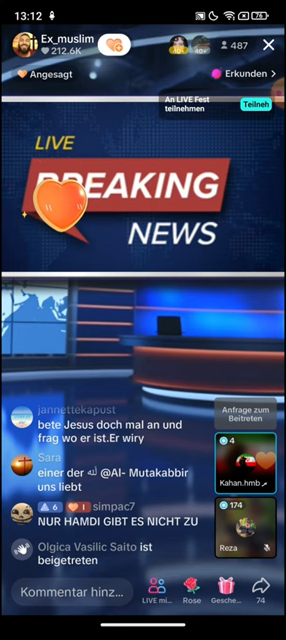 13:12
76
Ex_muslim
212.6K
487
Angesagt
Erkunden >
An LIVE Fest
teilnehmen
Teilneh
LIVE
BREAKING
NEWS
jannettekapust
bete Jesus doch mal an und
frag wo er ist.Er wiry
Anfrage zum
Beitreten
Sara
einer der ﷲ @Al- Mutakabbir
uns liebt
4
Kahan.hmb
6 1 simpac7
NUR HAMDI GIBT ES NICHT ZU
174
Reza
Olgica Vasilic Saito ist
beigetreten
Kommentar hinz...
LIVE mi...
Rose
Gesche...
74